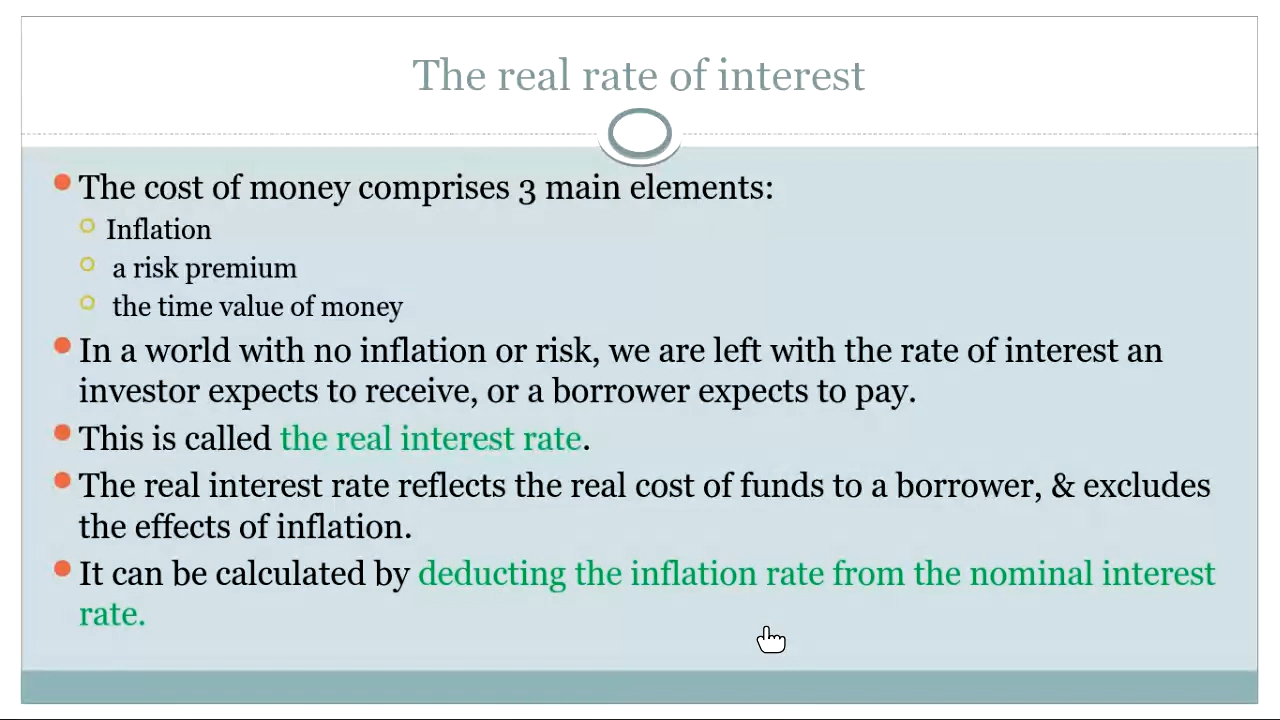 The real rate of interest
The cost of money comprises 3 main elements:
Inflation
a risk premium
the time value of money
In a world with no inflation or risk, we are left with the rate of interest an
investor expects to receive, or a borrower expects to pay.
This is called the real interest rate.
The real interest rate reflects the real cost of funds to a borrower, & excludes
the effects of inflation.
It can be calculated by deducting the inflation rate from the nominal interest
rate.